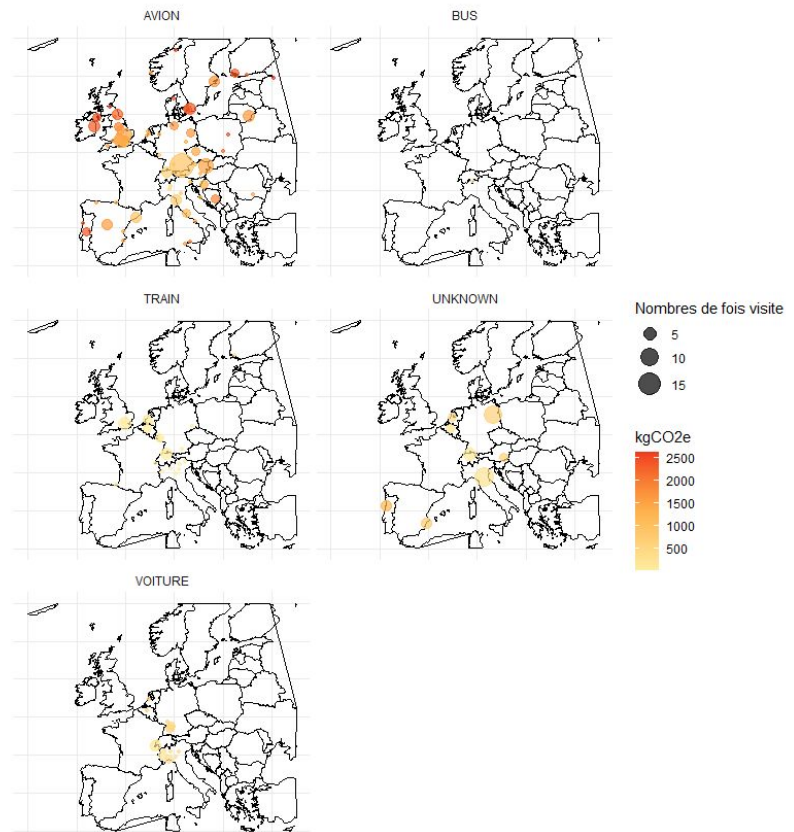 AVION
BUS
TRAIN
UNKNOWN
Nombres de fois visite
5
10
15
kgCO2e
2500
2000
1500
1000
500
VOITURE